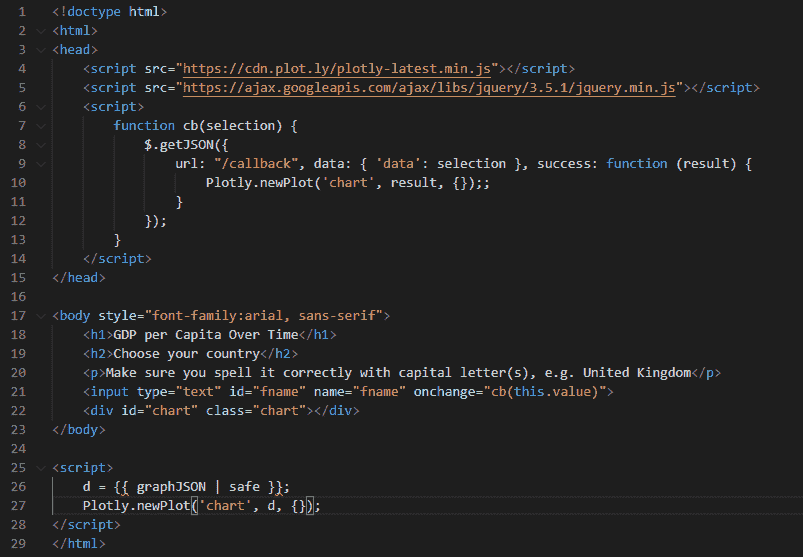 1 <!doctype html>
2 <html>
3 <head>
4     <script src="https://cdn.plot.ly/plotly-latest.min.js"></script>
5     <script src="https://ajax.googleapis.com/ajax/libs/jquery/3.5.1/jquery.min.js"></script>
6     <script>
7         function cb(selection) {
8             $.getJSON({
9                 url: "/callback", data: { 'data': selection }, success: function (result) {
10                     Plotly.newPlot('chart', result, {});;
11                 }
12             });
13         }
14     </script>
15 </head>
16
17 <body style="font-family:arial, sans-serif">
18     <h1>GDP per Capita Over Time</h1>
19     <h2>Choose your country</h2>
20     <p>Make sure you spell it correctly with capital letter(s), e.g. United Kingdom</p>
21     <input type="text" id="fname" name="fname" onchange="cb(this.value)">
22     <div id="chart" class="chart"></div>
23 </body>
24
25 <script>
26     d = {{ graphJSON | safe }};
27     Plotly.newPlot('chart', d, {});
28 </script>
29 </html>